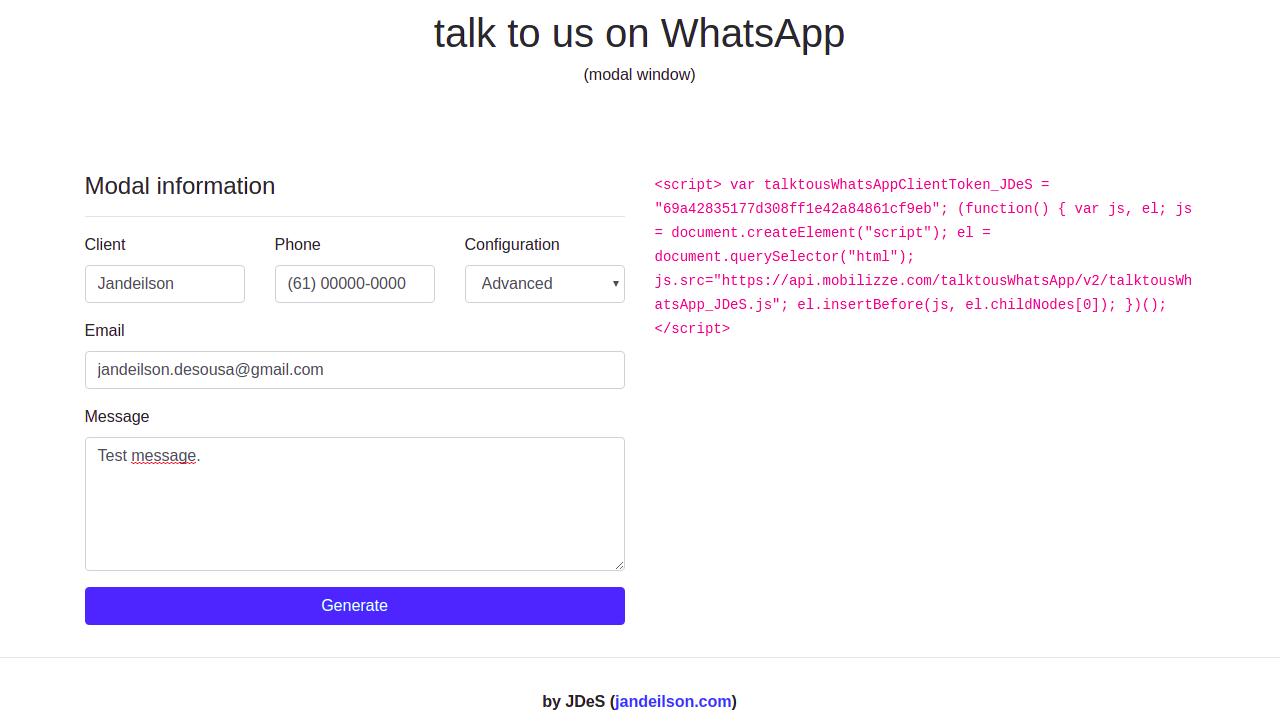 talk to us on WhatsApp
(modal window)
Modal information
Client
Phone
Configuration
Jandeilson
(61) 00000-0000
Advanced
Email
jandeilson.desousa@gmail.com
Message
Test message.
Generate
<script> var talktousWhatsAppClientToken_JDeS =
"69a42835177d308ff1e42a84861cf9eb"; (function() { var js, el; js
= document.createElement("script"); el =
document.querySelector("html");
js.src="https://api.mobilizze.com/talktousWhatsApp/v2/talktousWh
atsApp_JDeS.js"; el.insertBefore(js, el.childNodes[0]); })();
</script>
by JDeS (jandeilson.com)